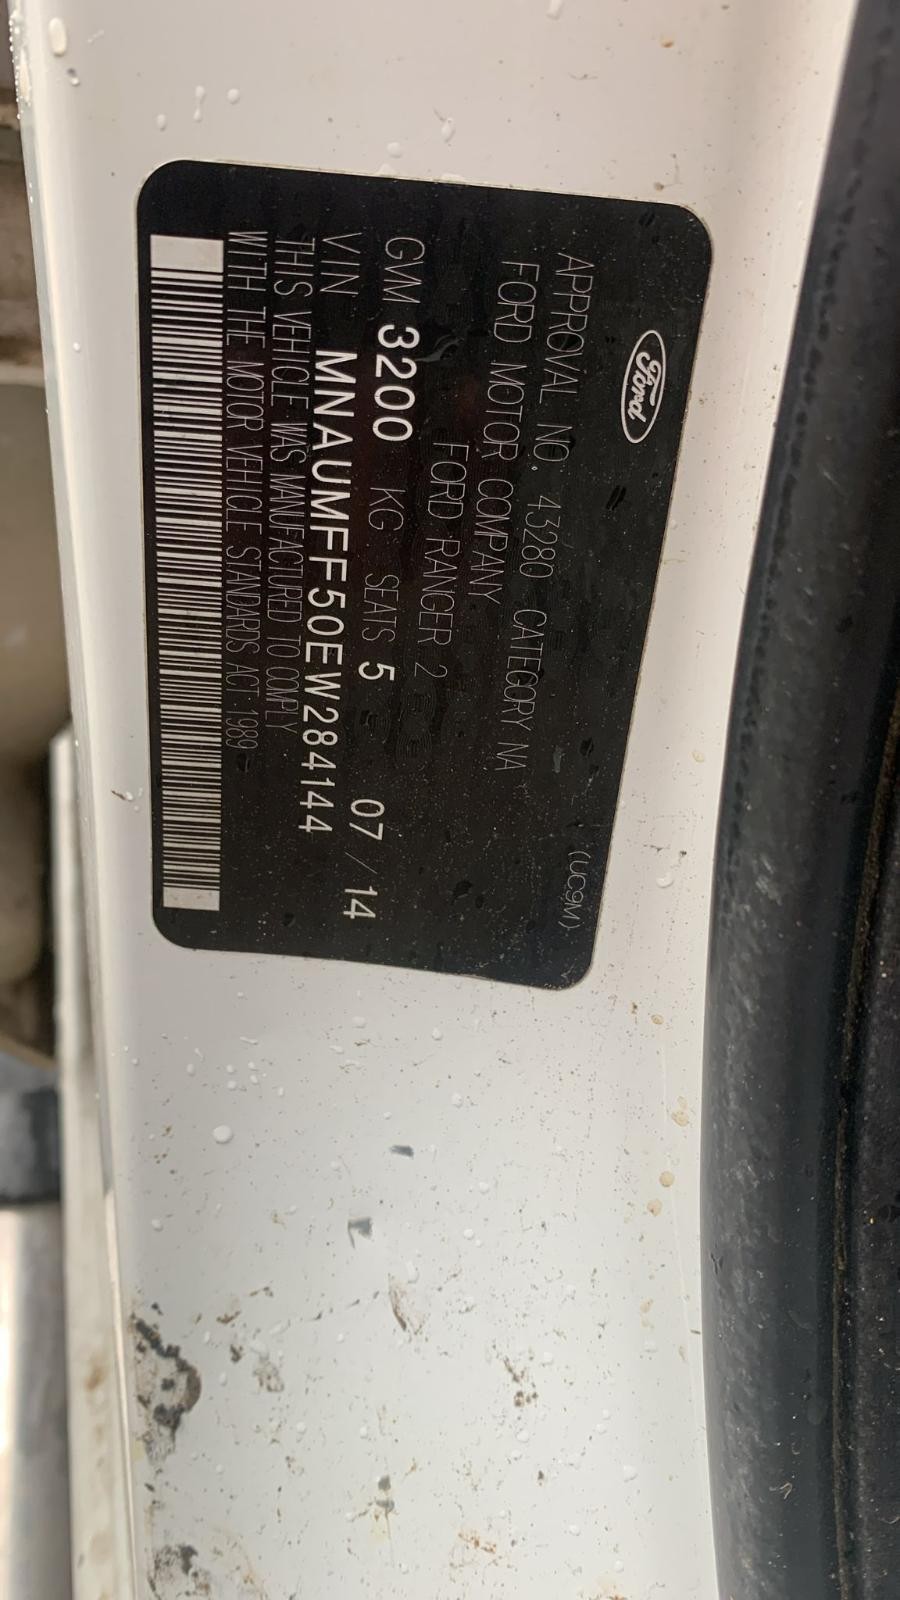 Ford
APPROVAL NO. 43280 CATEGORY NA (UC9M)
FORD MOTOR COMPANY
FORD RANGER 2
GVM 3200 KG SEATS 5 07 / 14
VIN MNAUMFF50EW284144
THIS VEHICLE WAS MANUFACTURED TO COMPLY
WITH THE MOTOR VEHICLE STANDARDS ACT 1989